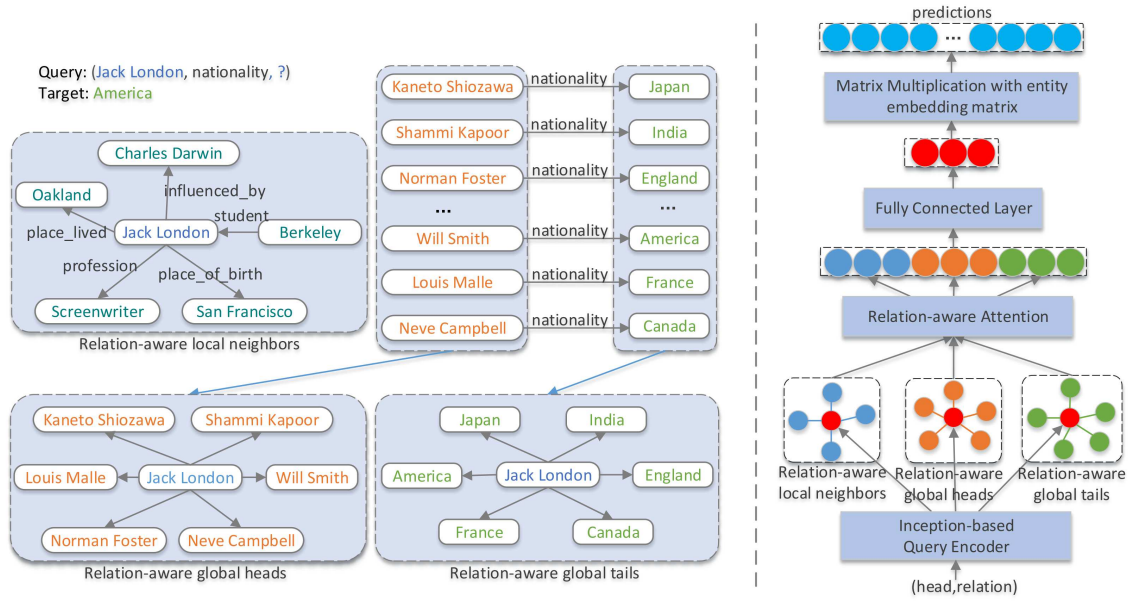 Query: (Jack London, nationality, ?)
Target: America
Charles Darwin
Oakland
influenced_by
student
place_lived
Jack London
Berkeley
profession
place_of_birth
Screenwriter
San Francisco
Relation-aware local neighbors
Kaneto Shiozawa nationality Japan
Shammi Kapoor nationality India
Norman Foster nationality England
... ...
Will Smith nationality America
Louis Malle nationality France
Neve Campbell nationality Canada
Kaneto Shiozawa
Shammi Kapoor
Louis Malle
Jack London
Will Smith
Norman Foster
Neve Campbell
Relation-aware global heads
Japan
India
America
Jack London
England
France
Canada
Relation-aware global tails
predictions
...
Matrix Multiplication with entity
embedding matrix
Fully Connected Layer
Relation-aware Attention
Relation-aware
local neighbors
Relation-aware
global heads
Relation-aware
global tails
Inception-based
Query Encoder
(head,relation)